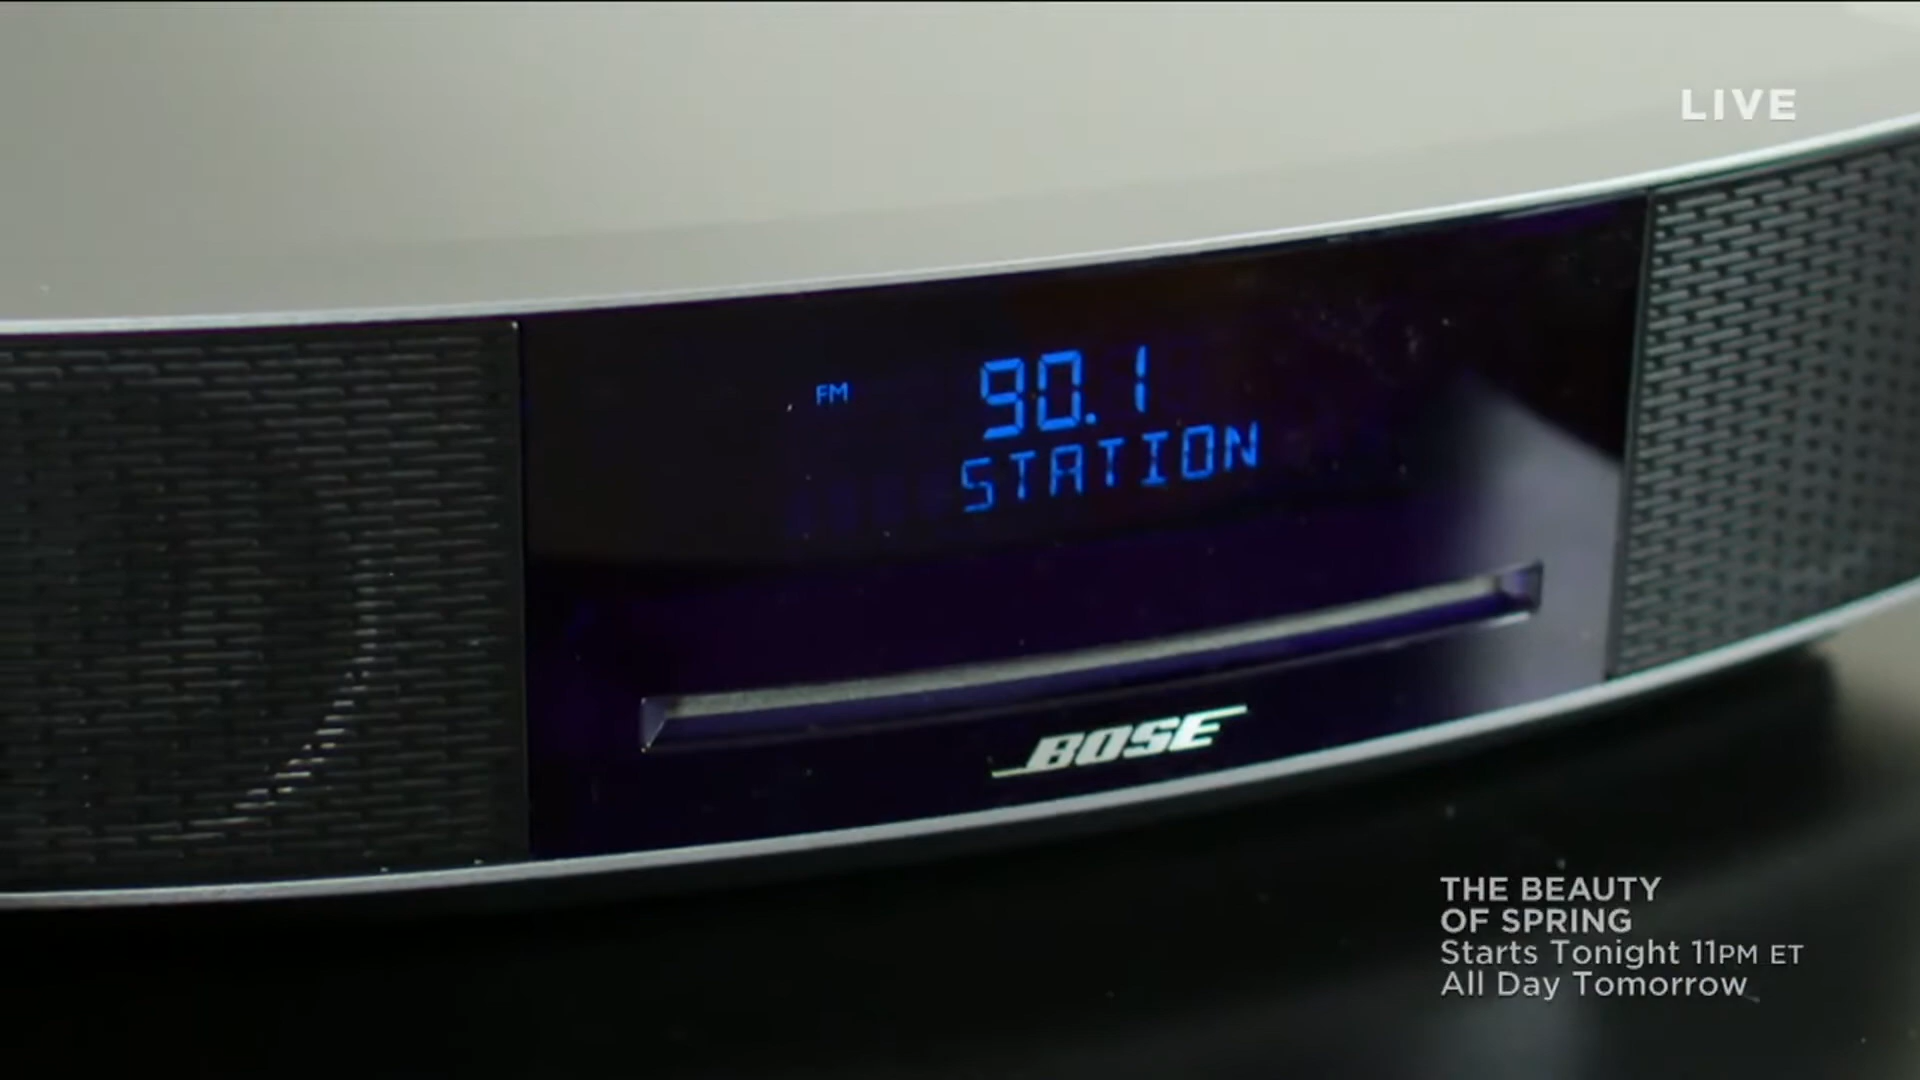 LIVE
FM
90.1
STATION
BOSE
THE BEAUTY
OF SPRING
Starts Tonight 11PM ET
All Day Tomorrow